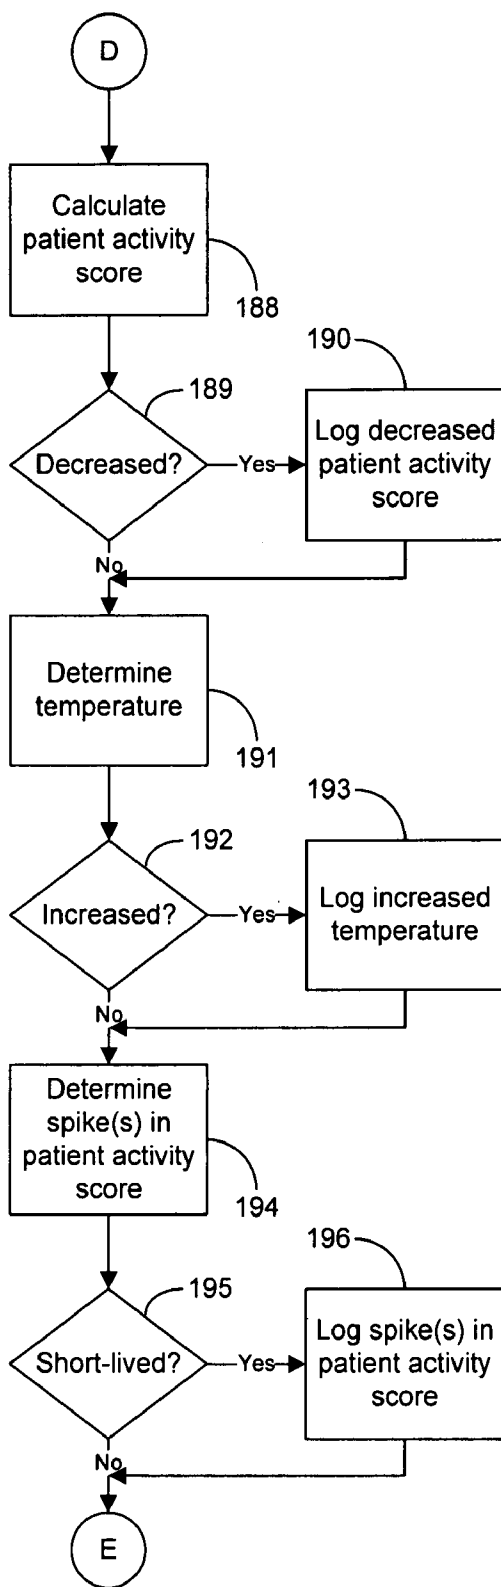 D
Calculate
patient activity
score
188
189
190
Decreased?
Yes
Log decreased
patient activity
score
No
Determine
temperature
191
192
193
Increased?
Yes
Log increased
temperature
No
Determine
spike(s) in
patient activity
score
194
195
196
Short-lived?
Yes
Log spike(s) in
patient activity
score
No
E